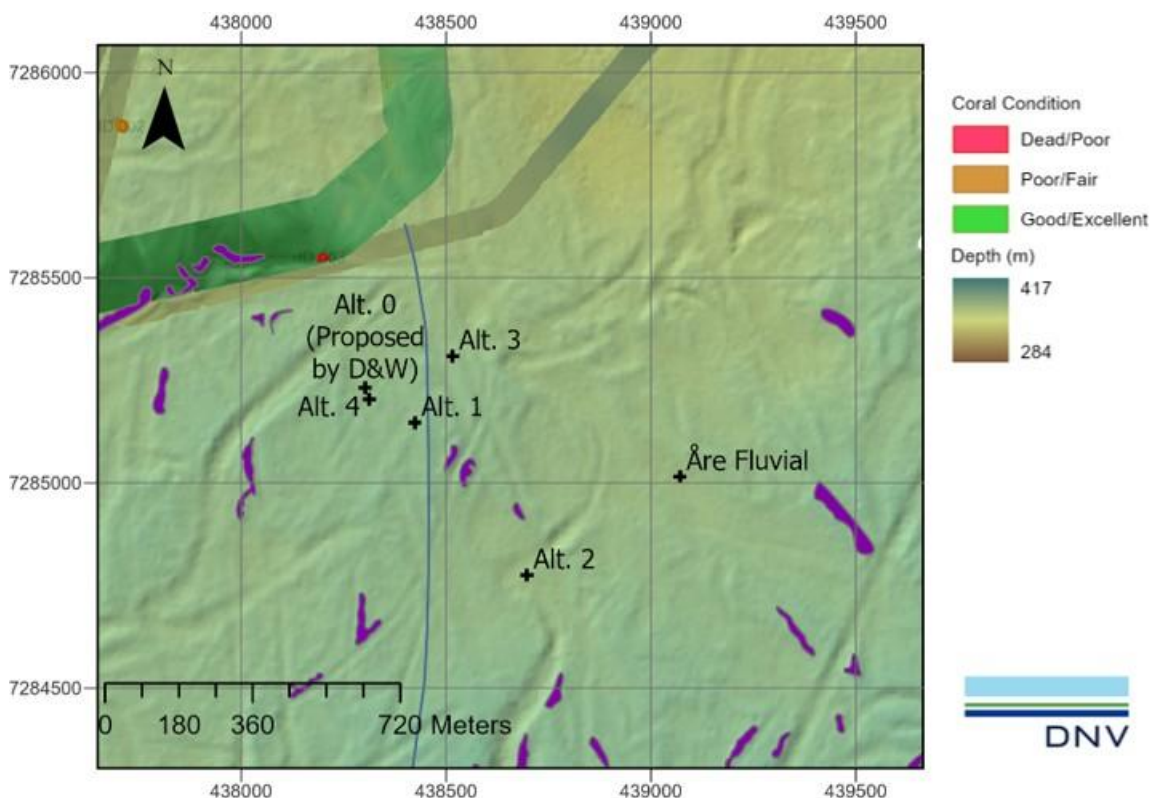 438000 438500 439000 439500
7286000
7285500
7285000
7284500
N
Alt. 0
(Proposed
by D&W)
Alt. 3
Alt. 4
Alt. 1
Åre Fluvial
Alt. 2
0 180 360 720 Meters
438000 438500 439000 439500
Coral Condition
Dead/Poor
Poor/Fair
Good/Excellent
Depth (m)
417
284
DNV